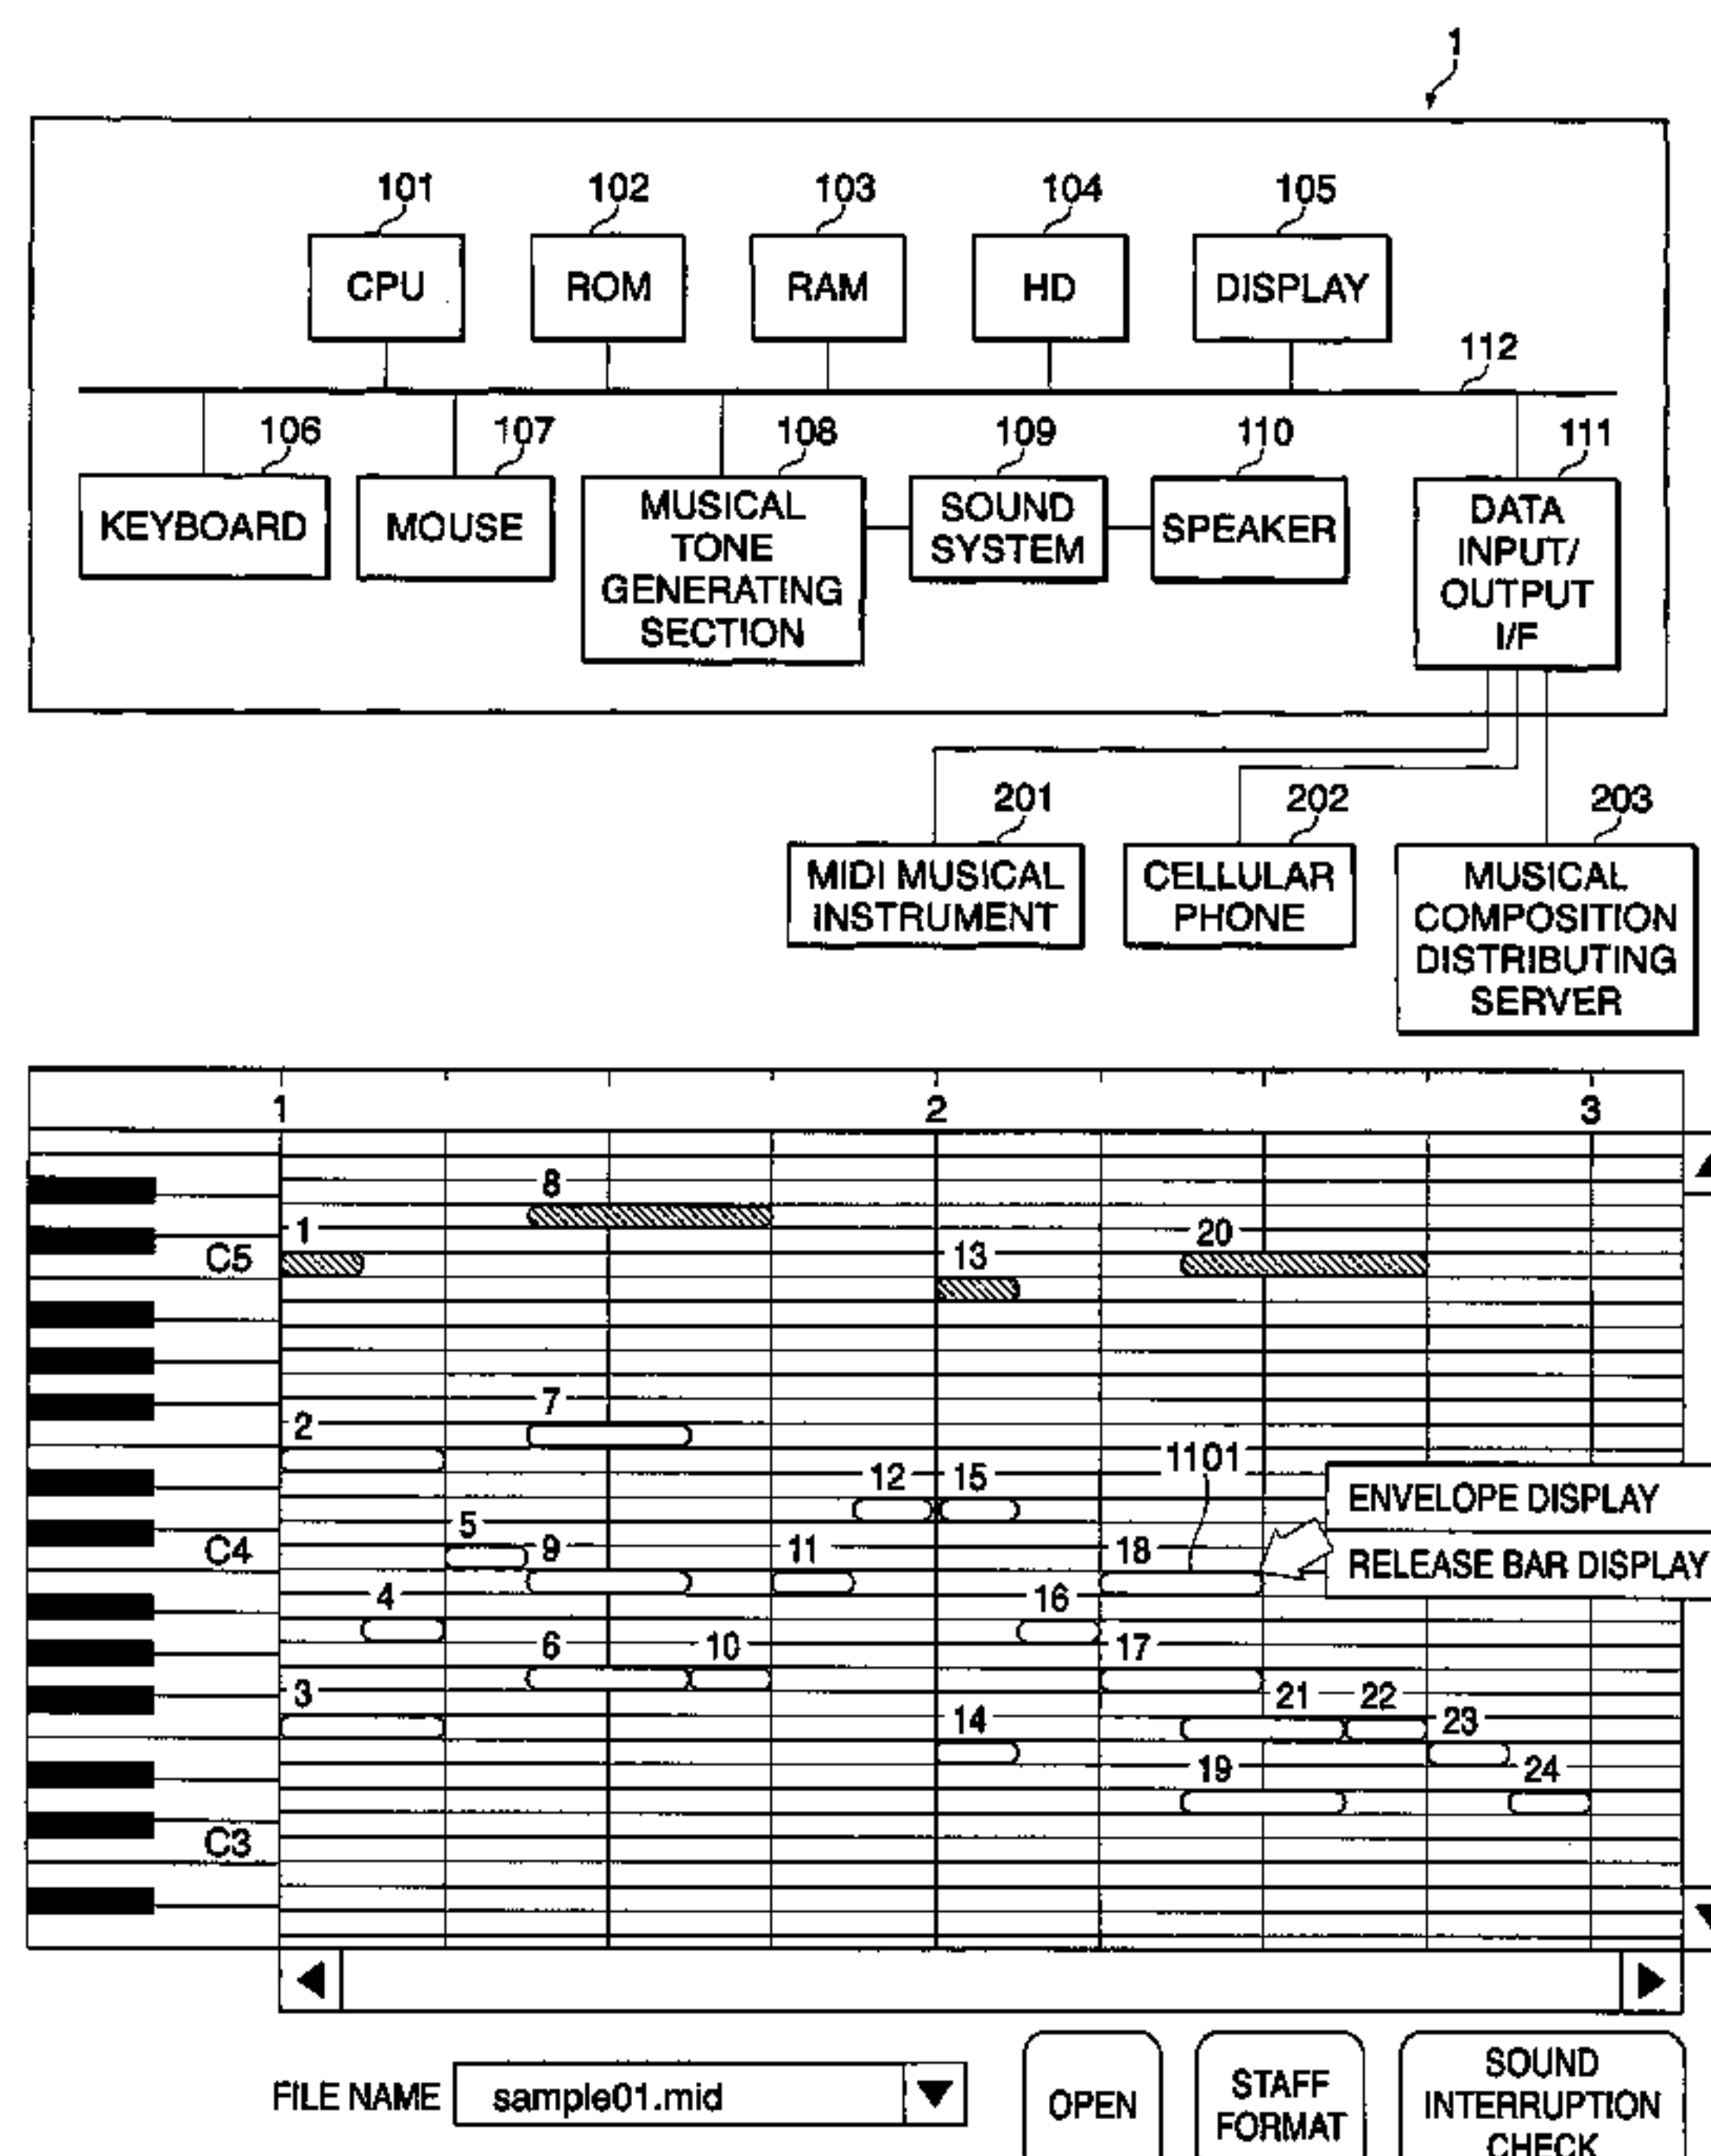 1
101 102 103 104 105
CPU ROM RAM HD DISPLAY
112
106 107 108 109 110 111
KEYBOARD
MOUSE
MUSICAL
TONE
GENERATING
SECTION
SOUND
SYSTEM
SPEAKER
DATA
INPUT/
OUTPUT
I/F
201 202 203
MIDI MUSICAL
INSTRUMENT
CELLULAR
PHONE
MUSICAL
COMPOSITION
DISTRIBUTING
SERVER
1 2 3
8
1 20
C5 13
7
2
1101
12 15
ENVELOPE DISPLAY
5
C4 9 11 18
RELEASE BAR DISPLAY
4 16
6 10 17
3 21 22
14 23
19 24
C3
FILE NAME sample01.mid
OPEN
STAFF
FORMAT
SOUND
INTERRUPTION
CHECK